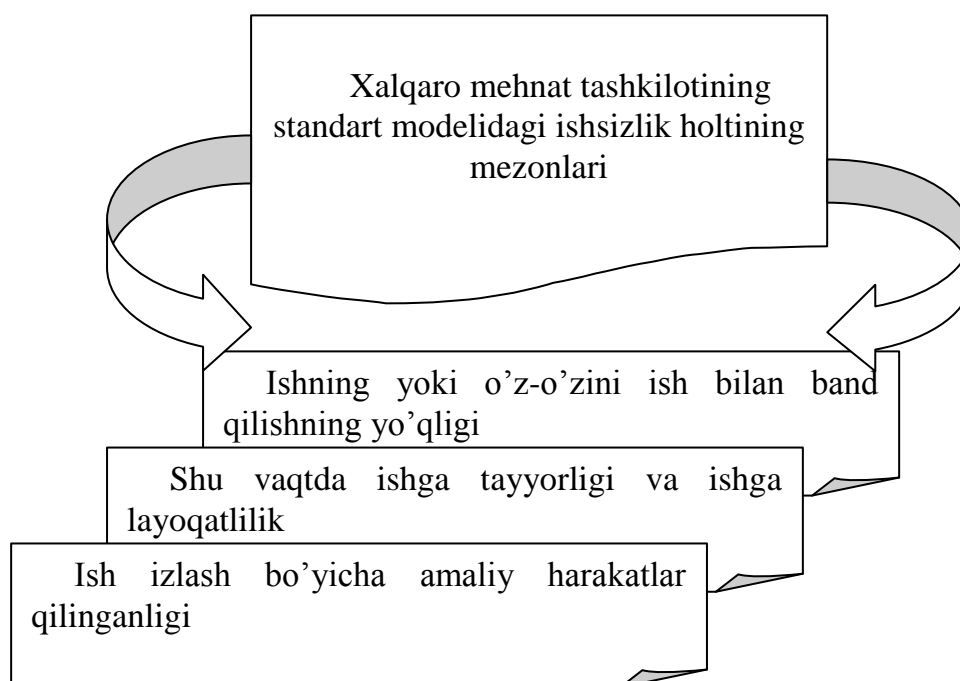 Xalqaro mehnat tashkilotining
standart modelidagi ishsizlik holtining
mezonlari
Ishning yoki o’z-o’zini ish bilan band
qilishning yo’qligi
Shu vaqtda ishga tayyorligi va ishga
layoqatlilik
Ish izlash bo’yicha amaliy harakatlar
qilinganligi